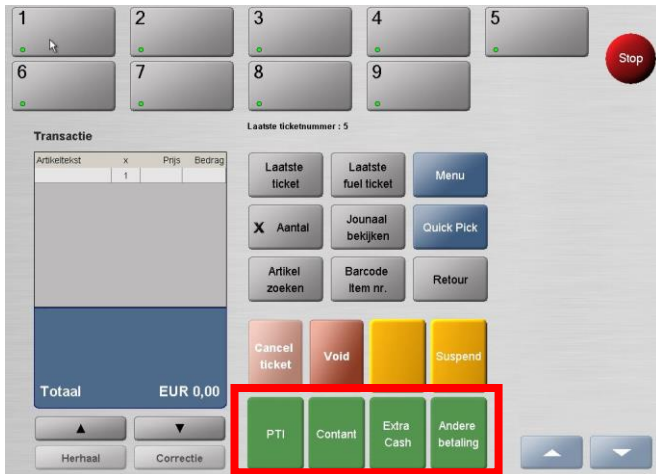 1
2
3
4
5
Stop
6
7
8
9
Laatste ticketnummer : 5
Transactie
Artikeltekst x Prijs Bedrag
1
Laatste
ticket
Laatste
fuel ticket
Menu
X Aantal
Jounaal
bekijken
Quick Pick
Artikel
zoeken
Barcode
Item nr.
Retour
Cancel
ticket
Void
Suspend
Totaal EUR 0,00
PTI
Contant
Extra
Cash
Andere
betaling
Herhaal
Correctie